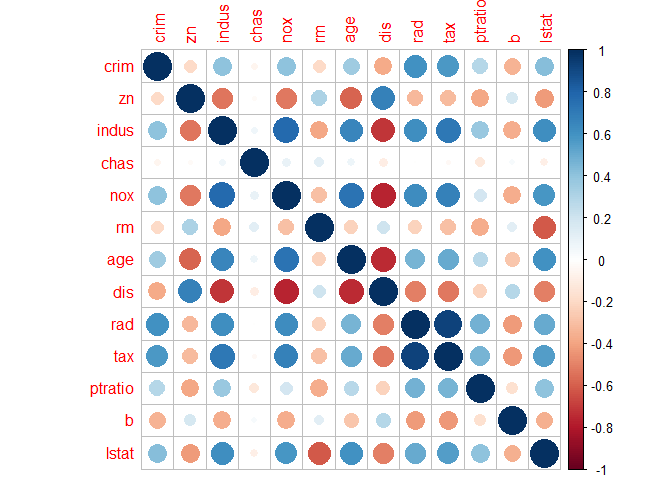 crim zn indus chas nox rm age dis rad tax ptratio b lstat
crim
zn
indus
chas
nox
rm
age
dis
rad
tax
ptratio
b
lstat
1
0.8
0.6
0.4
0.2
0
-0.2
-0.4
-0.6
-0.8
-1